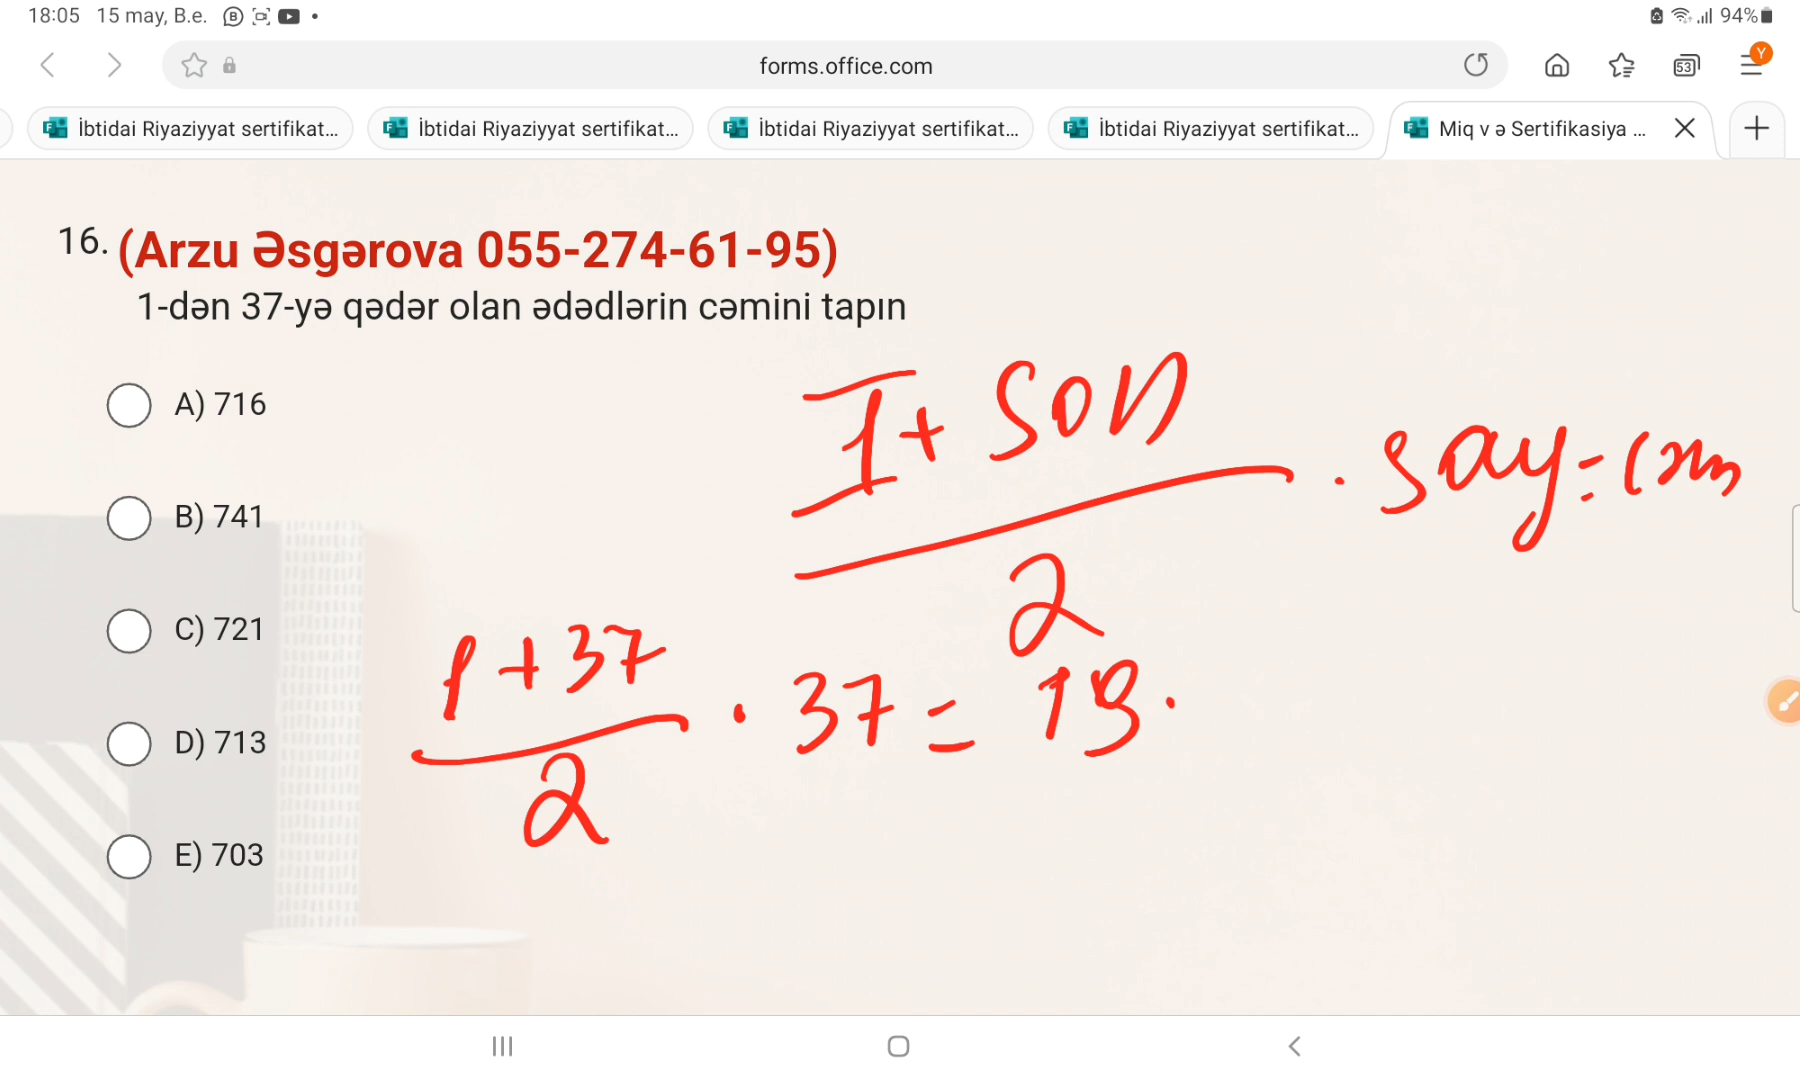 18:05 15 may, B.e. 94%
forms.office.com 53 Y
İbtidai Riyaziyyat sertifikat... İbtidai Riyaziyyat sertifikat... İbtidai Riyaziyyat sertifikat... İbtidai Riyaziyyat sertifikat... Miq v ə Sertifikasiya ...
16. (Arzu Əsgərova 055-274-61-95)
1-dən 37-yə qədər olan ədədlərin cəmini tapın
A) 716
B) 741
C) 721
D) 713
E) 703
I + son
2
· say =
1 + 37
2
· 37 = 19 ·